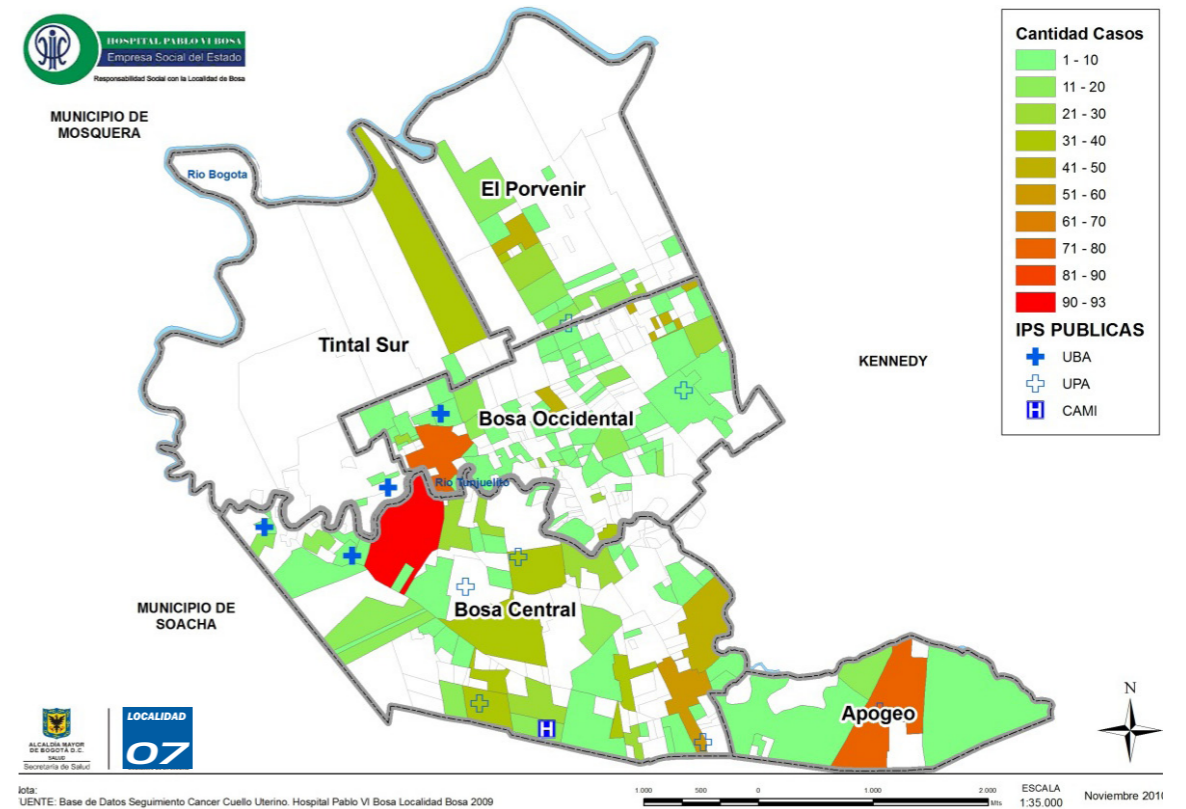 HOSPITAL PABLO VI BOSA
Empresa Social del Estado
Responsabilidad Social con la Localidad de Bosa
MUNICIPIO DE
MOSQUERA
Rio Bogota
El Porvenir
Tintal Sur
KENNEDY
Bosa Occidental
Rio Tunjuelito
MUNICIPIO DE
SOACHA
Bosa Central
Apogeo
Cantidad Casos
1 - 10
11 - 20
21 - 30
31 - 40
41 - 50
51 - 60
61 - 70
71 - 80
81 - 90
90 - 93
IPS PUBLICAS
UBA
UPA
H CAMI
N
ALCALDIA MAYOR
DE BOGOTÁ D.C.
SALUD
Secretaría de Salud
LOCALIDAD
07
lota:
UENTE: Base de Datos Seguimiento Cancer Cuello Uterino. Hospital Pablo VI Bosa Localidad Bosa 2009
1.000 500 0 1.000 2.000
Mts
ESCALA
1:35.000
Noviembre 2010